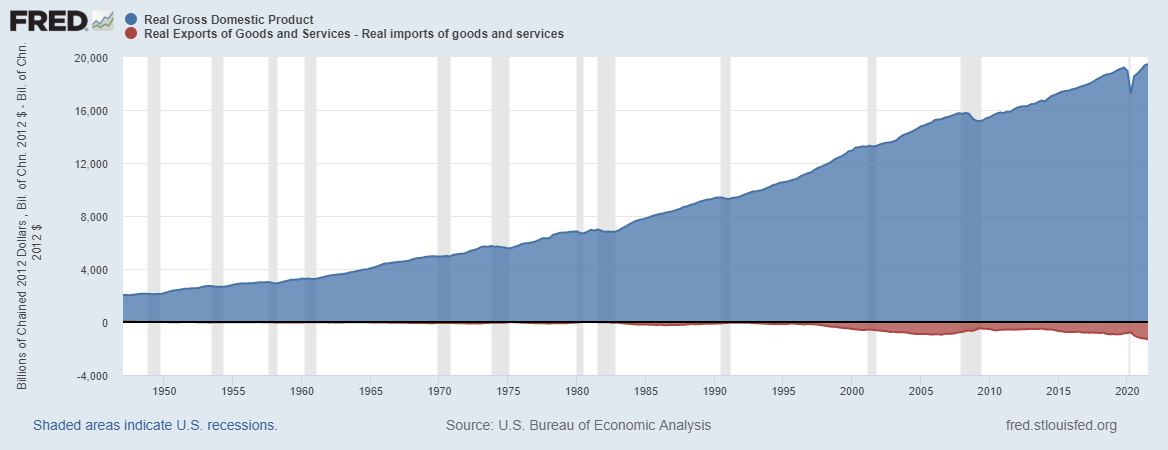 FRED
Real Gross Domestic Product
Real Exports of Goods and Services - Real imports of goods and services
Billions of Chained 2012 Dollars , Bil. of Chn. 2012 $ - Bil. of Chn.
2012 $
20,000
16,000
12,000
8,000
4,000
0
-4,000
1950 1955 1960 1965 1970 1975 1980 1985 1990 1995 2000 2005 2010 2015 2020
Shaded areas indicate U.S. recessions. Source: U.S. Bureau of Economic Analysis fred.stlouisfed.org